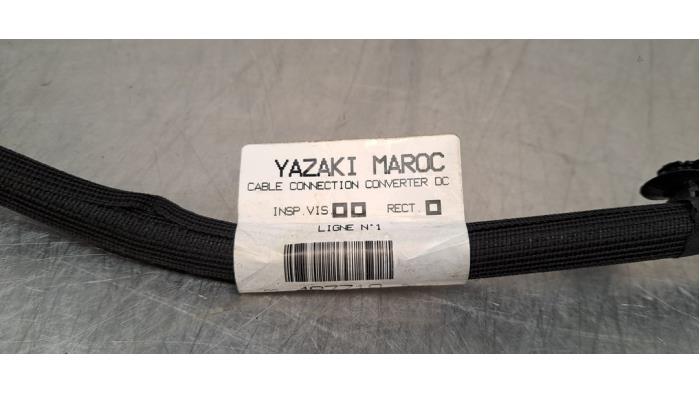 YAZAKI MAROC
CABLE CONNECTION CONVERTER DC
INSP.VIS RECT.
LIGNE N°1